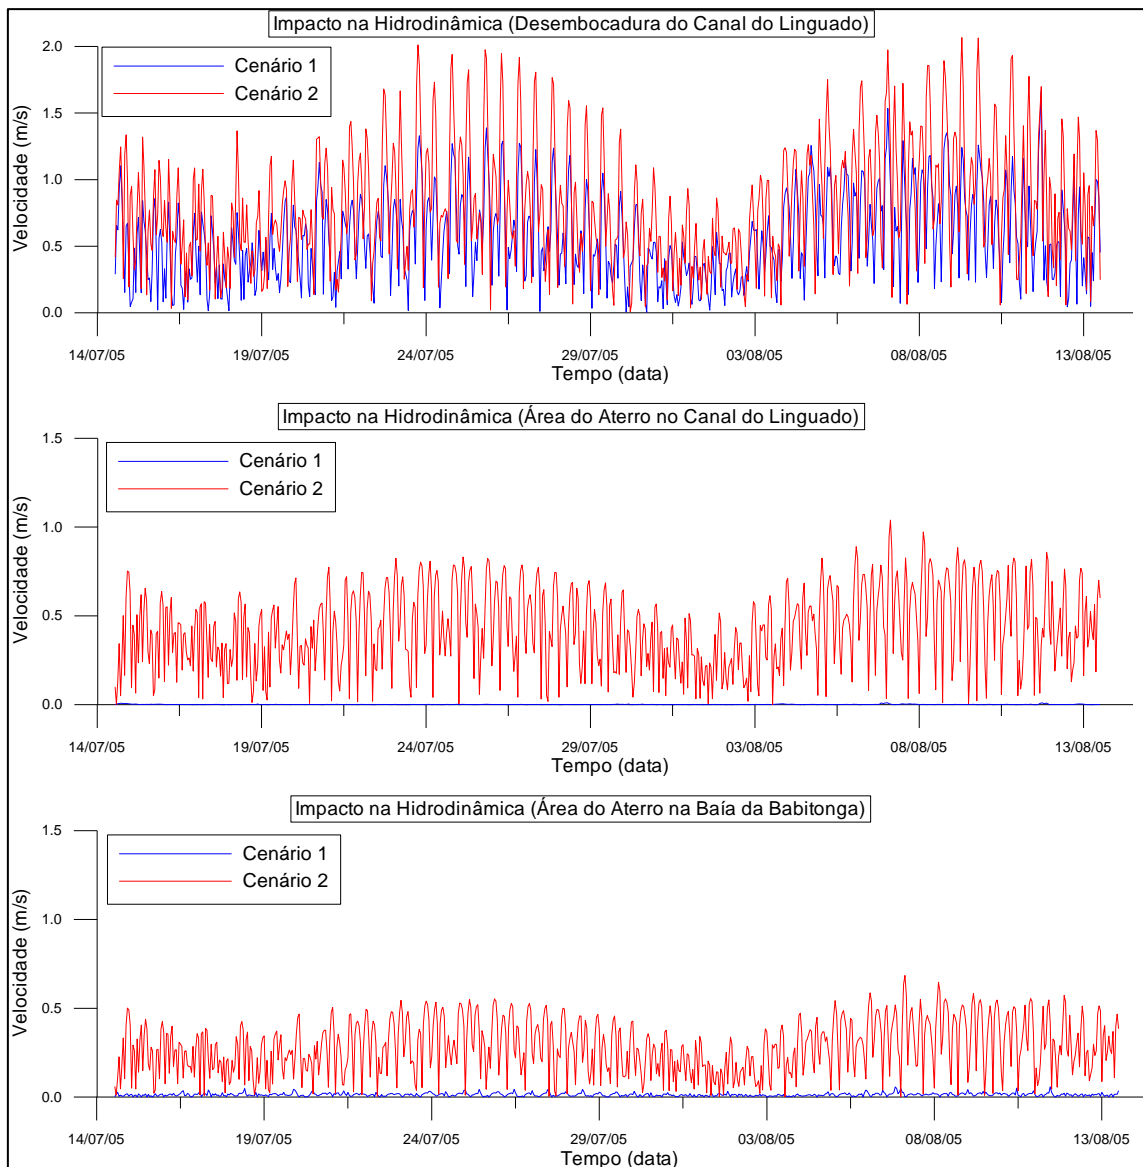 Impacto na Hidrodinâmica (Desembocadura do Canal do Linguado)
Cenário 1
Cenário 2
Velocidade (m/s)
2.0
1.5
1.0
0.5
0.0
14/07/05 19/07/05 24/07/05 29/07/05 03/08/05 08/08/05 13/08/05
Tempo (data)
Impacto na Hidrodinâmica (Área do Aterro no Canal do Linguado)
Cenário 1
Cenário 2
Velocidade (m/s)
1.5
1.0
0.5
0.0
14/07/05 19/07/05 24/07/05 29/07/05 03/08/05 08/08/05 13/08/05
Tempo (data)
Impacto na Hidrodinâmica (Área do Aterro na Baía da Babitonga)
Cenário 1
Cenário 2
Velocidade (m/s)
1.5
1.0
0.5
0.0
14/07/05 19/07/05 24/07/05 29/07/05 03/08/05 08/08/05 13/08/05
Tempo (data)